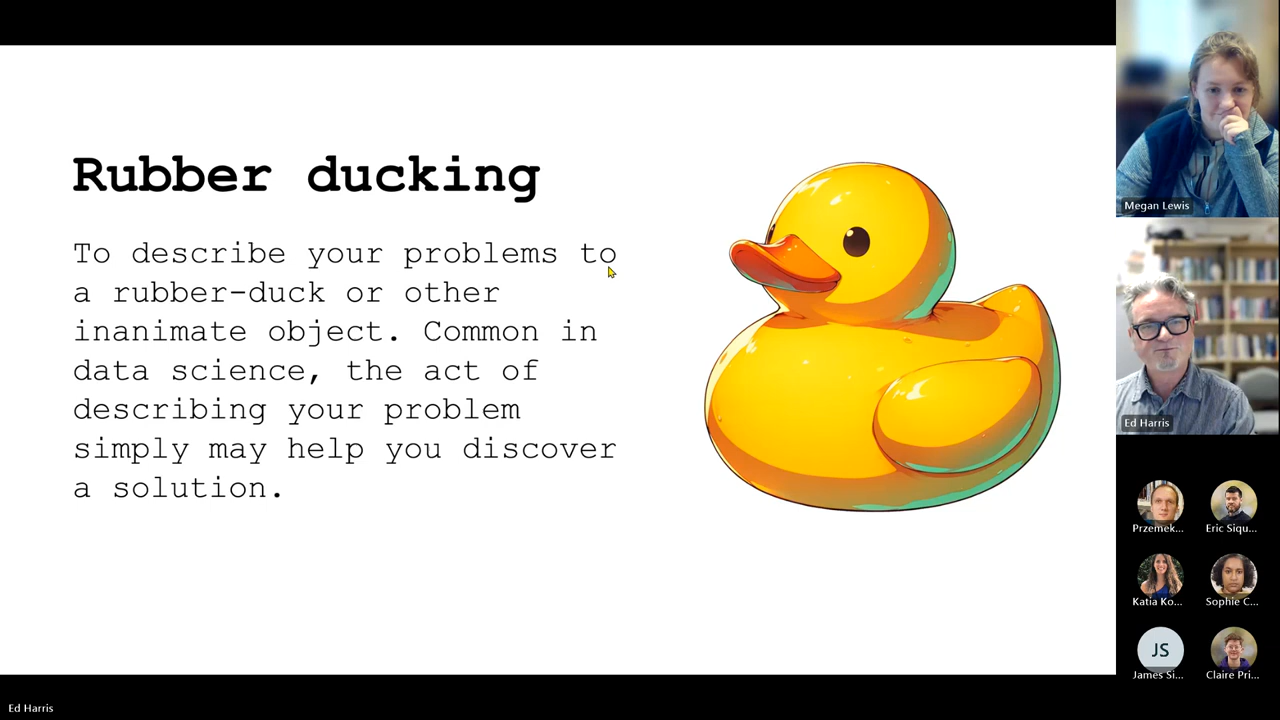 Rubber ducking
To describe your problems to
a rubber-duck or other
inanimate object. Common in
data science, the act of
describing your problem
simply may help you discover
a solution.
Megan Lewis
Ed Harris
Przemek...
Eric Siqu...
Katia Ko...
Sophie C...
JS
James Si...
Claire Pri...
Ed Harris